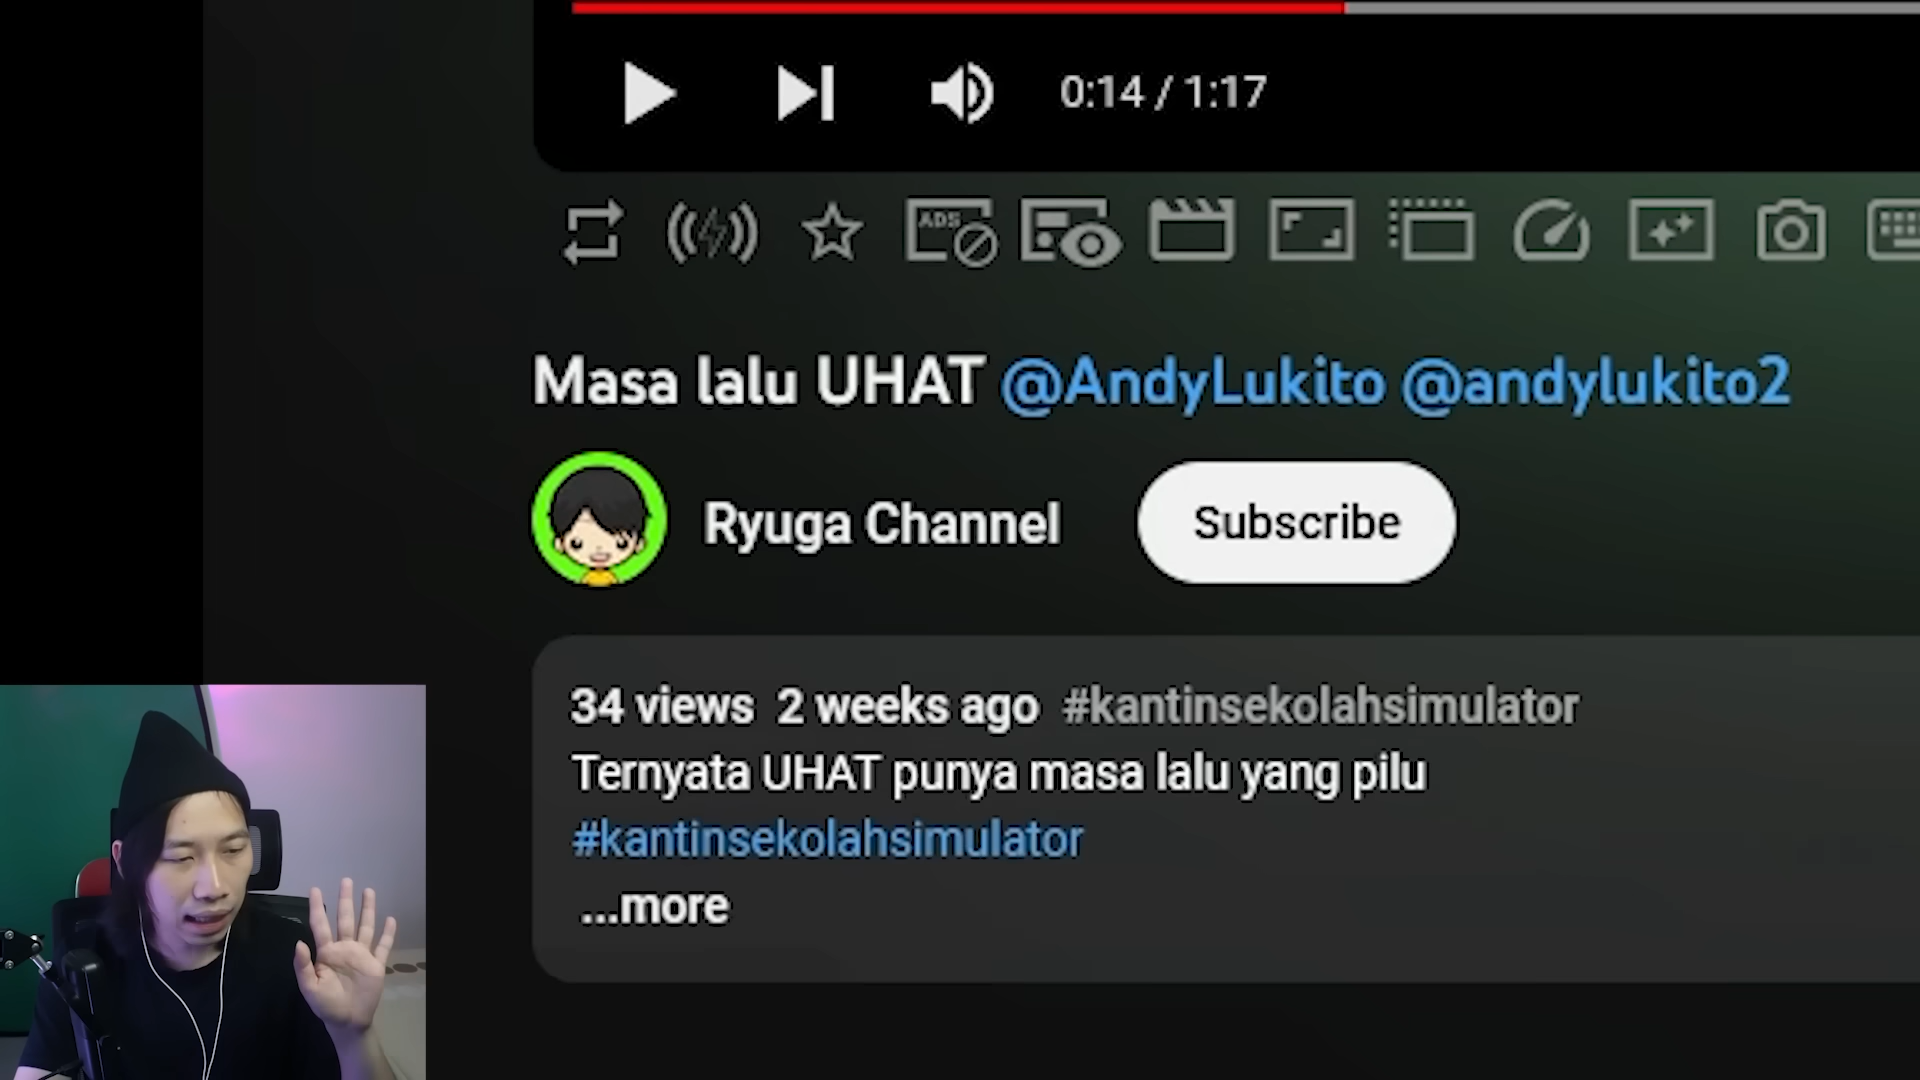 0:14 / 1:17
ADS
Masa lalu UHAT @AndyLukito @andylukito2
Ryuga Channel
Subscribe
34 views 2 weeks ago #kantinsekolahsimulator
Ternyata UHAT punya masa lalu yang pilu
#kantinsekolahsimulator
...more